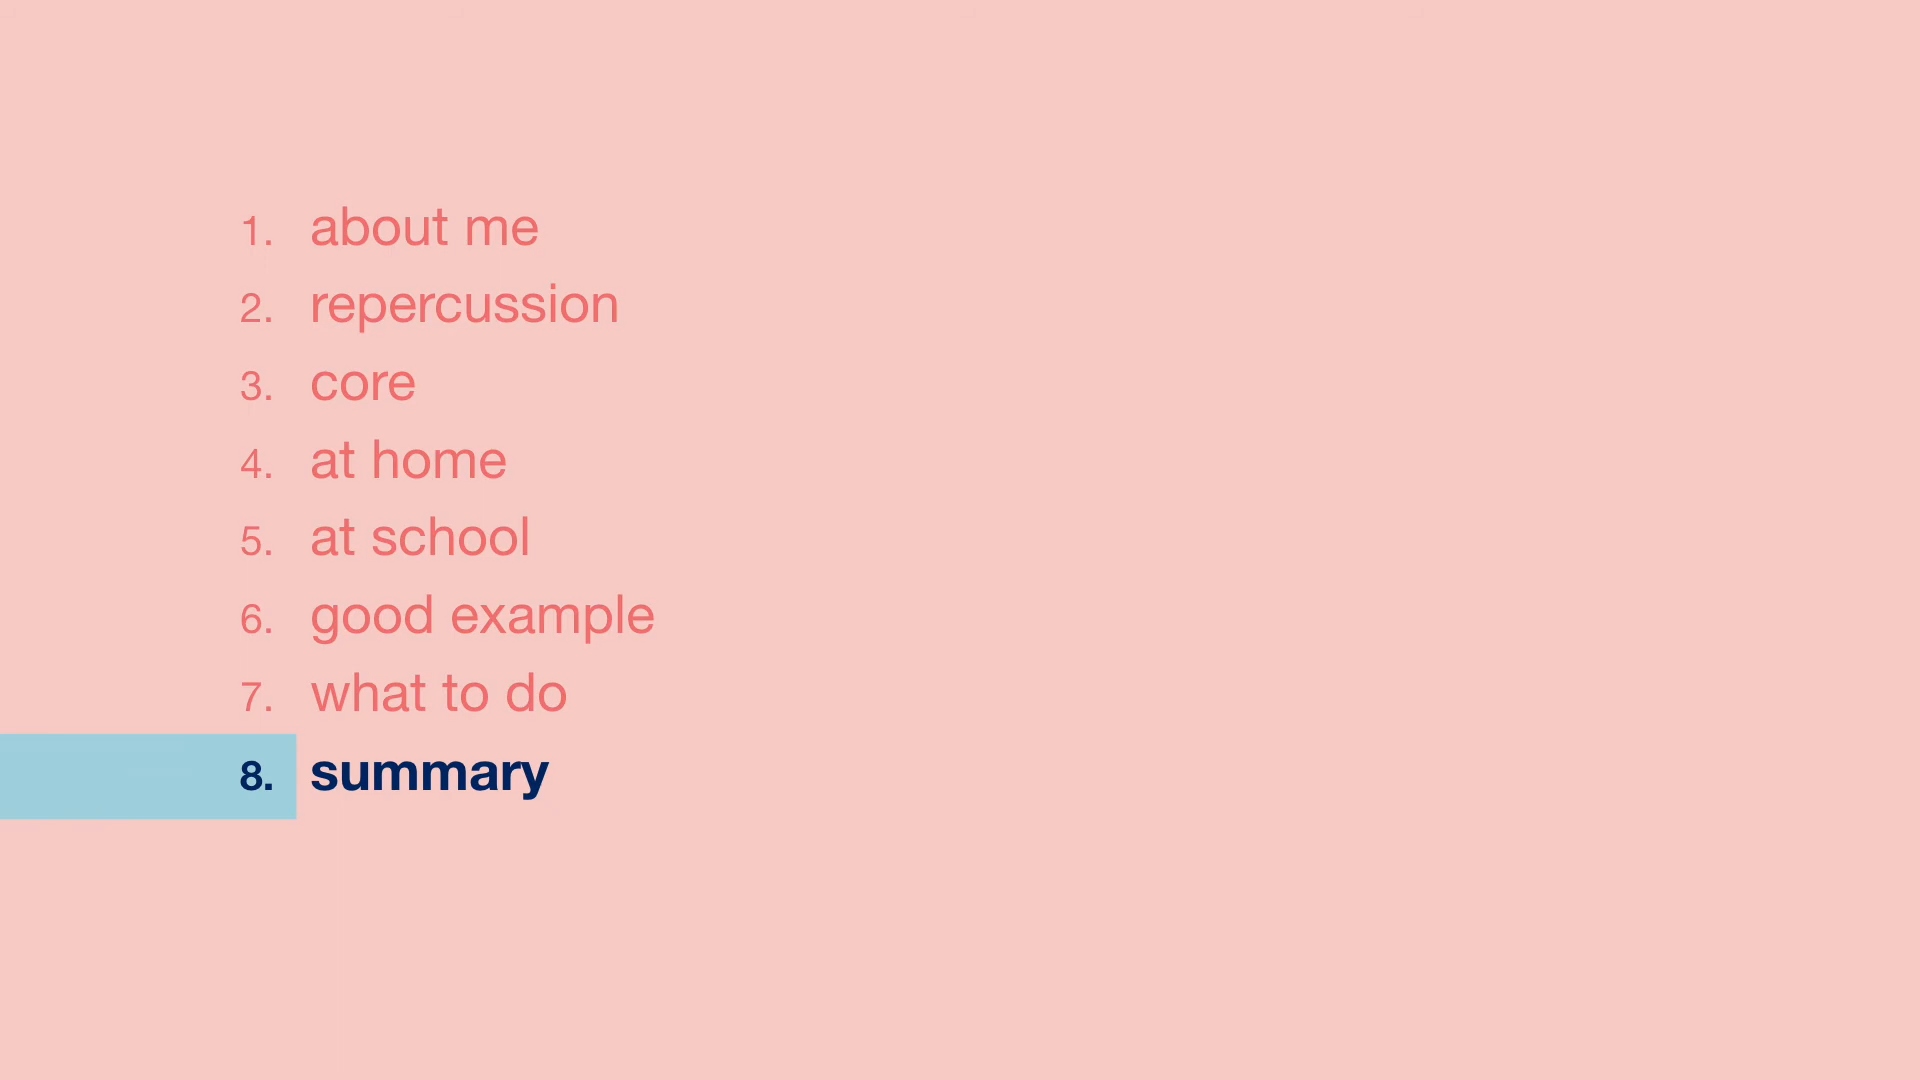 1. about me
2. repercussion
3. core
4. at home
5. at school
6. good example
7. what to do
8. summary